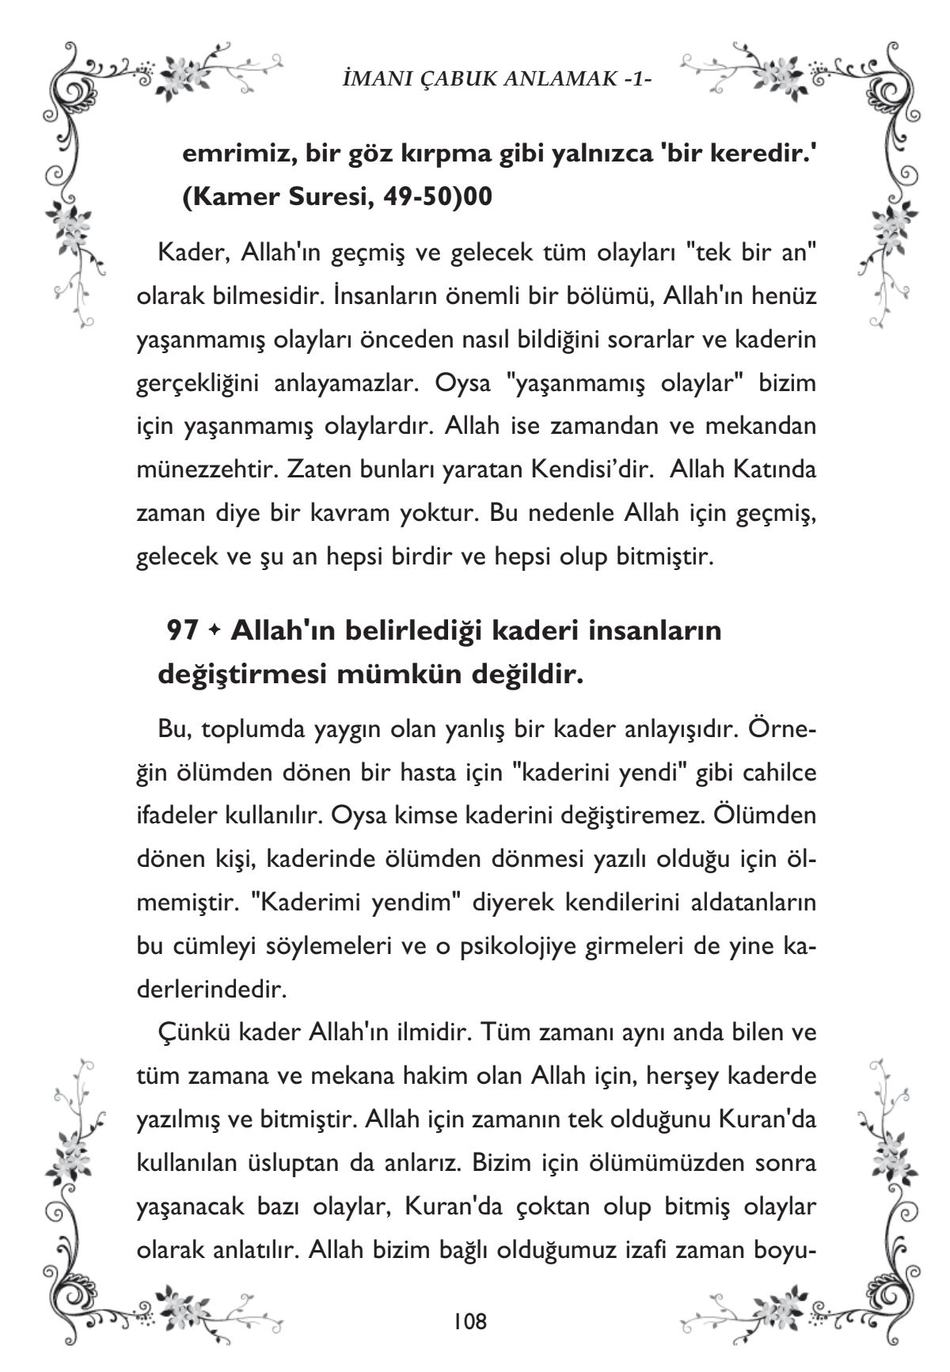 İMANI ÇABUK ANLAMAK -1-
emrimiz, bir göz kırpma gibi yalnızca 'bir keredir.'
(Kamer Suresi, 49-50)00
Kader, Allah'ın geçmiş ve gelecek tüm olayları "tek bir an"
olarak bilmesidir. İnsanların önemli bir bölümü, Allah'ın henüz
yaşanmamış olayları önceden nasıl bildiğini sorarlar ve kaderin
gerçekliğini anlayamazlar. Oysa "yaşanmamış olaylar" bizim
için yaşanmamış olaylardır. Allah ise zamandan ve mekandan
münezzehtir. Zaten bunları yaratan Kendisi’dir. Allah Katında
zaman diye bir kavram yoktur. Bu nedenle Allah için geçmiş,
gelecek ve şu an hepsi birdir ve hepsi olup bitmiştir.
97 ✦ Allah'ın belirlediği kaderi insanların
değiştirmesi mümkün değildir.
Bu, toplumda yaygın olan yanlış bir kader anlayışıdır. Örne-
ğin ölümden dönen bir hasta için "kaderini yendi" gibi cahilce
ifadeler kullanılır. Oysa kimse kaderini değiştiremez. Ölümden
dönen kişi, kaderinde ölümden dönmesi yazılı olduğu için öl-
memiştir. "Kaderimi yendim" diyerek kendilerini aldatanların
bu cümleyi söylemeleri ve o psikolojiye girmeleri de yine ka-
derlerindedir.
Çünkü kader Allah'ın ilmidir. Tüm zamanı aynı anda bilen ve
tüm zamana ve mekana hakim olan Allah için, herşey kaderde
yazılmış ve bitmiştir. Allah için zamanın tek olduğunu Kuran'da
kullanılan üsluptan da anlarız. Bizim için ölümümüzden sonra
yaşanacak bazı olaylar, Kuran'da çoktan olup bitmiş olaylar
olarak anlatılır. Allah bizim bağlı olduğumuz izafi zaman boyu-
108